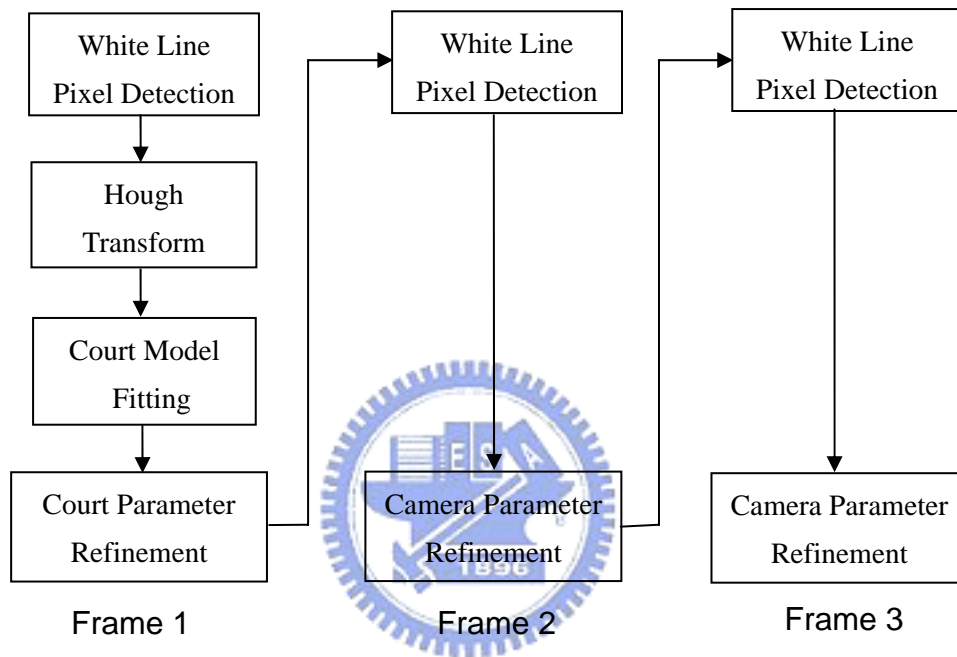 White Line
Pixel Detection
Hough
Transform
Court Model
Fitting
Court Parameter
Refinement
Frame 1
White Line
Pixel Detection
E S A
Camera Parameter
Refinement
1896
Frame 2
White Line
Pixel Detection
Camera Parameter
Refinement
Frame 3